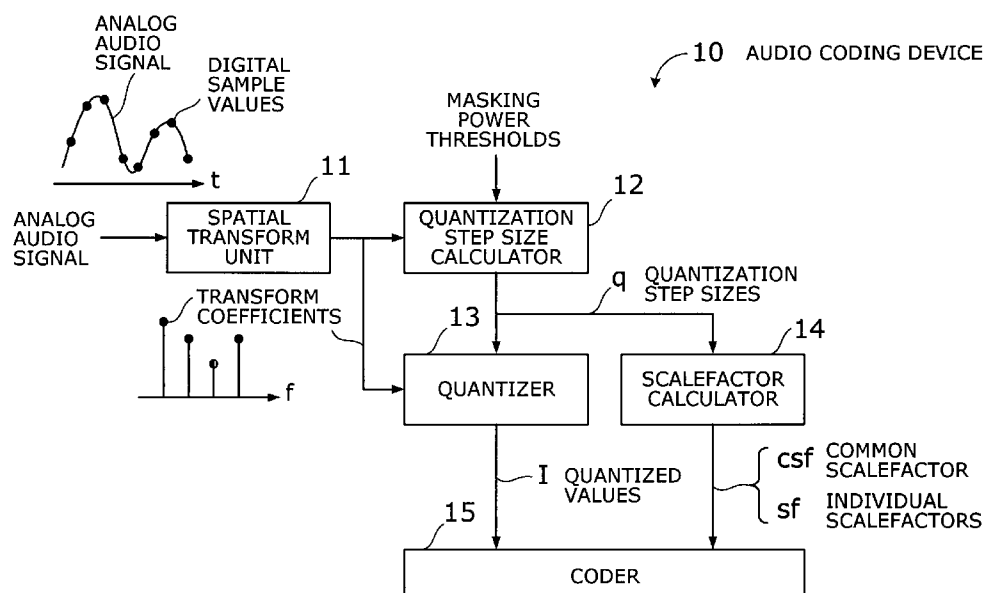 ANALOG
AUDIO
SIGNAL
DIGITAL
SAMPLE
VALUES
t
10 AUDIO CODING DEVICE
MASKING
POWER
THRESHOLDS
ANALOG
AUDIO
SIGNAL
11
SPATIAL
TRANSFORM
UNIT
12
QUANTIZATION
STEP SIZE
CALCULATOR
TRANSFORM
COEFFICIENTS
f
q QUANTIZATION
STEP SIZES
13
QUANTIZER
14
SCALEFACTOR
CALCULATOR
I QUANTIZED
VALUES
csf COMMON
SCALEFACTOR
sf INDIVIDUAL
SCALEFACTORS
15
CODER